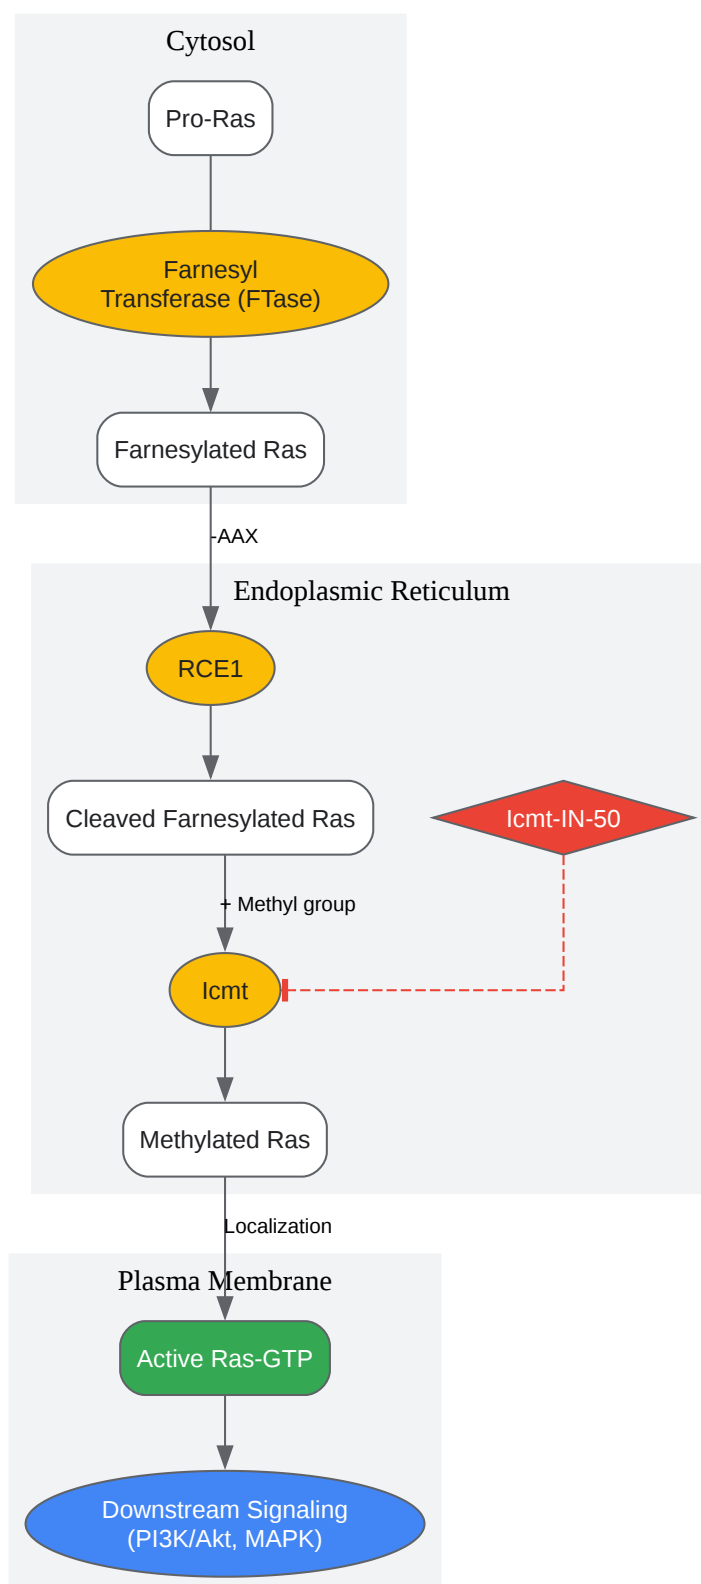 Cytosol
Pro-Ras
Farnesyl
Transferase (FTase)
Farnesylated Ras
-AAX
Endoplasmic Reticulum
RCE1
Cleaved Farnesylated Ras
Icmt-IN-50
+ Methyl group
Icmt
Methylated Ras
Localization
Plasma Membrane
Active Ras-GTP
Downstream Signaling
(PI3K/Akt, MAPK)